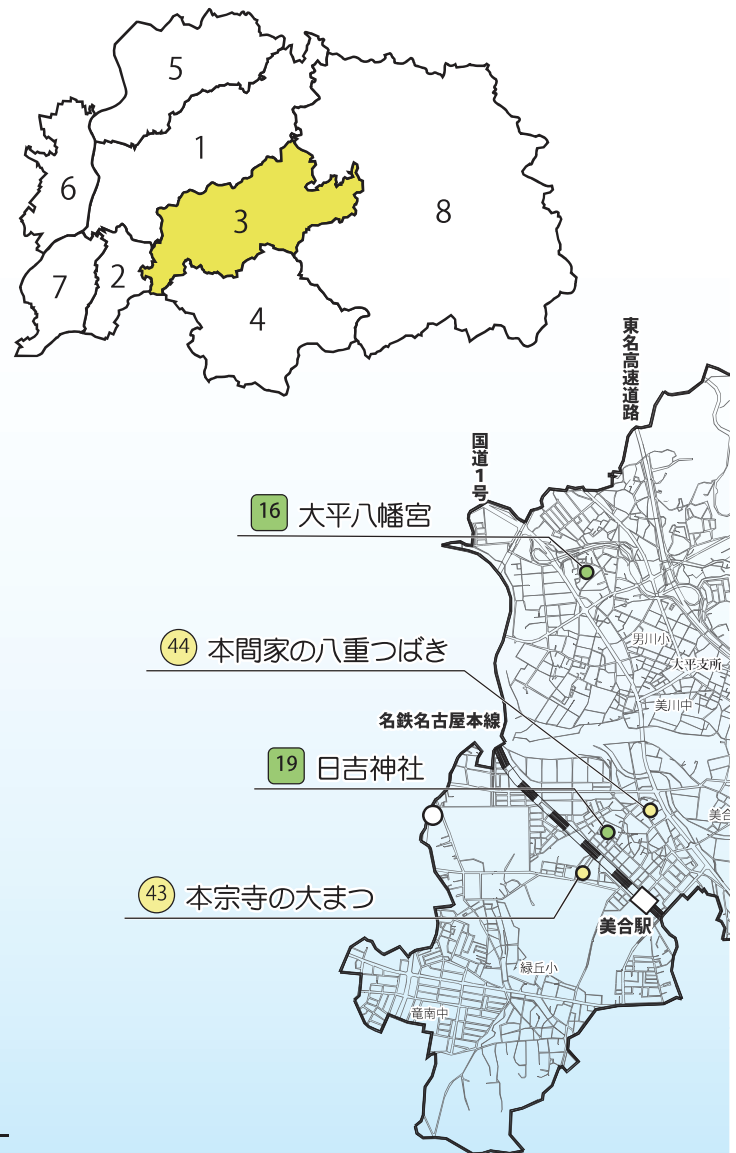 5
1
6
3
8
7
2
4
東名高速道路
国道1号
16 大平八幡宮
男川小
大平支所
44 本間家の八重つばき
美川中
名鉄名古屋本線
19 日吉神社
美合
43 本宗寺の大まつ
美合駅
緑丘小
竜南中